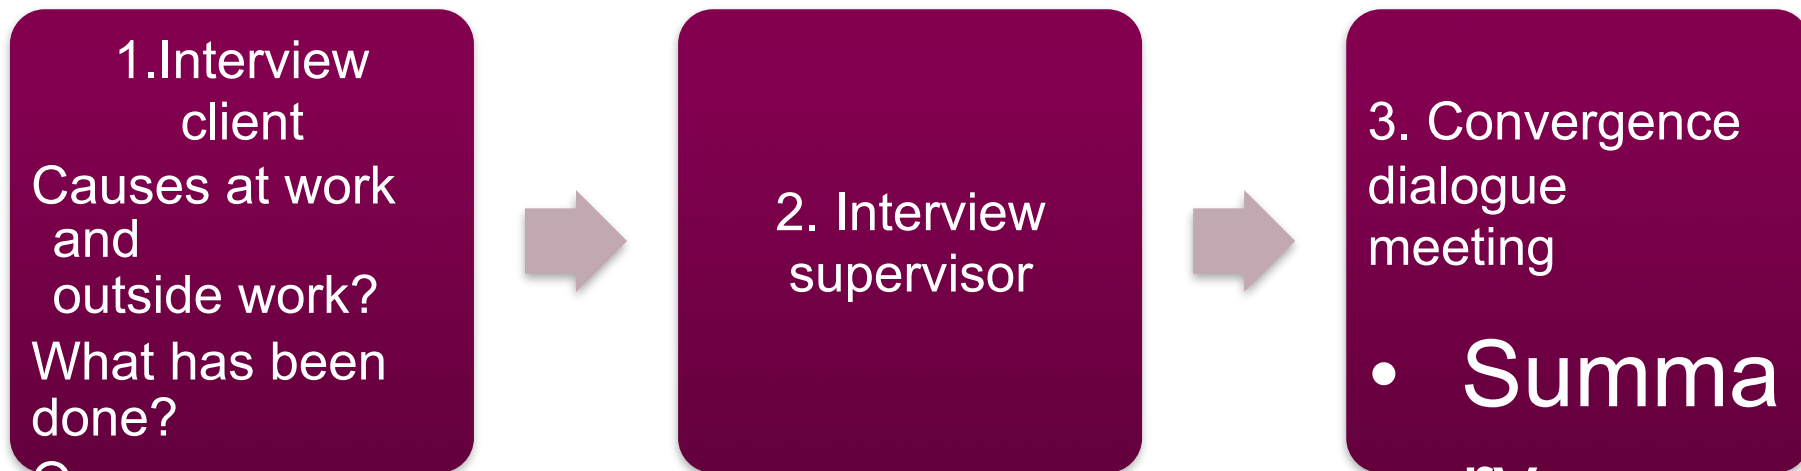 1.Interview
client
Causes at work
and
outside work?
What has been
done?
2. Interview
supervisor
3. Convergence
dialogue
meeting
• Summa